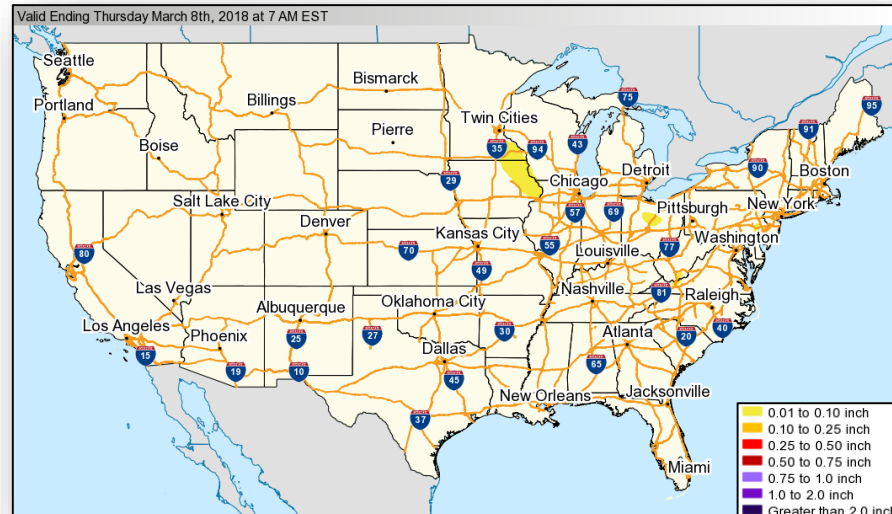 Valid Ending Thursday March 8th, 2018 at 7 AM EST
Seattle
Portland
Boise
Billings
Bismarck
Pierre
Twin Cities
75
95
91
35
94
43
90
Boston
Detroit
29
Chicago
Salt Lake City
57
69
Pittsburgh
New York
Denver
Kansas City
Washington
80
70
55
Louisville
77
49
Las Vegas
Nashville
81
Raleigh
Albuquerque
Oklahoma City
Los Angeles
Phoenix
25
27
30
Atlanta
20
40
15
Dallas
65
19
10
45
New Orleans
Jacksonville
37
Miami
0.01 to 0.10 inch
0.10 to 0.25 inch
0.25 to 0.50 inch
0.50 to 0.75 inch
0.75 to 1.0 inch
1.0 to 2.0 inch
Greater than 2.0 inch